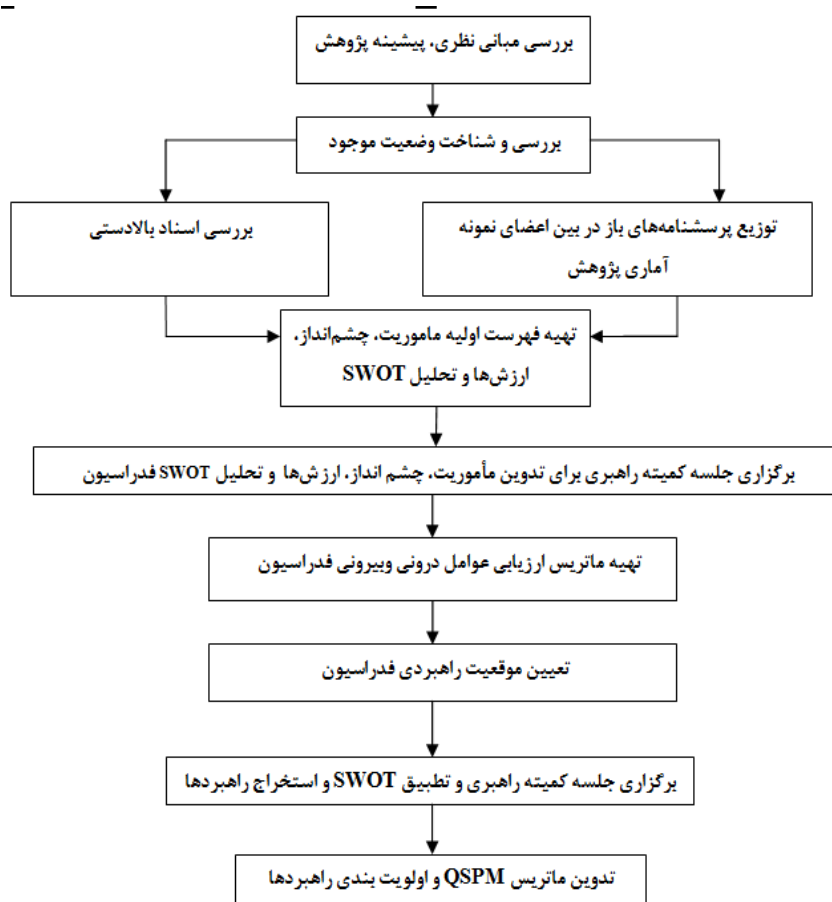 بررسی مبانی نظری، پیشینه پژوهش
بررسی و شناخت وضعیت موجود
توزیع پرسشنامه‌های باز در بین اعضای نمونه
آماری پژوهش
بررسی اسناد بالادستی
تهیه فهرست اولیه ماموریت، چشم‌انداز،
ارزش‌ها و تحلیل SWOT
برگزاری جلسه کمیته راهبری برای تدوین مأموریت، چشم انداز، ارزش‌ها و تحلیل SWOT فدراسیون
تهیه ماتریس ارزیابی عوامل درونی وبیرونی فدراسیون
تعیین موقعیت راهبردی فدراسیون
برگزاری جلسه کمیته راهبری و تطبیق SWOT و استخراج راهبردها
تدوین ماتریس QSPM و اولویت بندی راهبردها